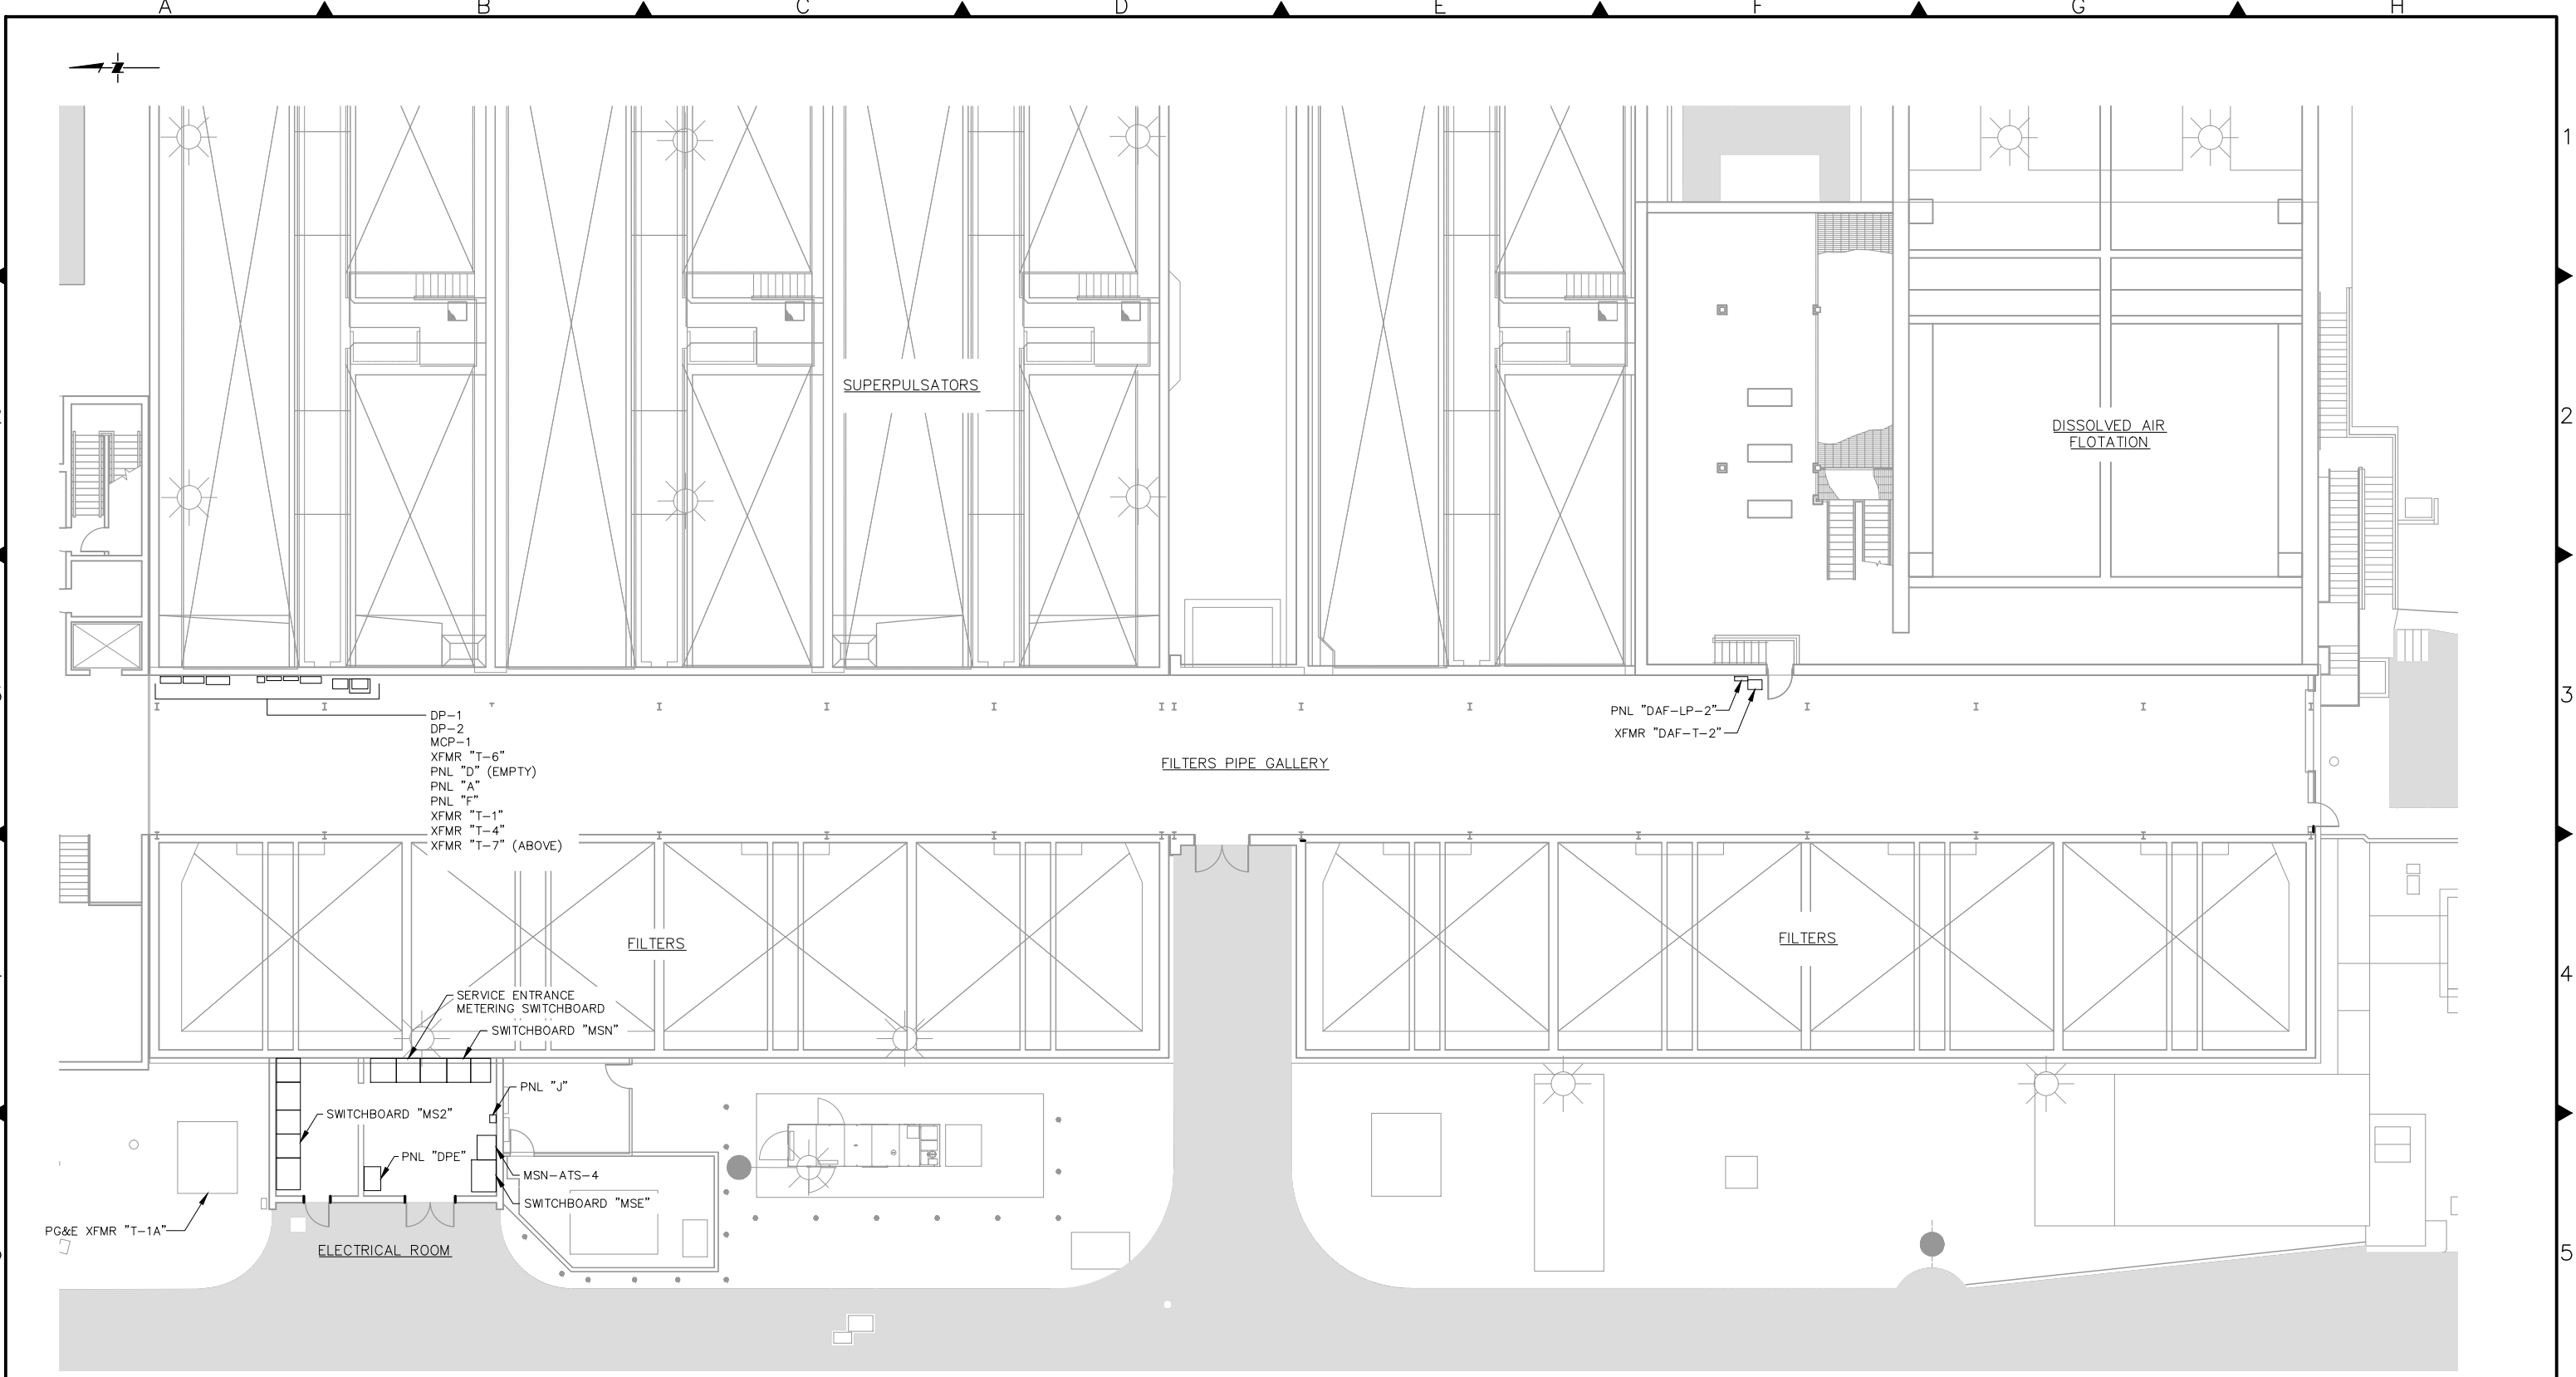 A B C D E F G H
1
SUPERPULSATORS
2
DISSOLVED AIR
FLOTATION
3
DP-1
DP-2
MCP-1
XFMR "T-6"
PNL "D" (EMPTY)
PNL "A"
PNL "F"
XFMR "T-1"
XFMR "T-4"
XFMR "T-7" (ABOVE)
PNL "DAF-LP-2"
XFMR "DAF-T-2"
FILTERS PIPE GALLERY
FILTERS
FILTERS
4
SERVICE ENTRANCE
METERING SWITCHBOARD
SWITCHBOARD "MSN"
PNL "J"
SWITCHBOARD "MS2"
PNL "DPE"
MSN-ATS-4
SWITCHBOARD "MSE"
PG&E XFMR "T-1A"
ELECTRICAL ROOM
5